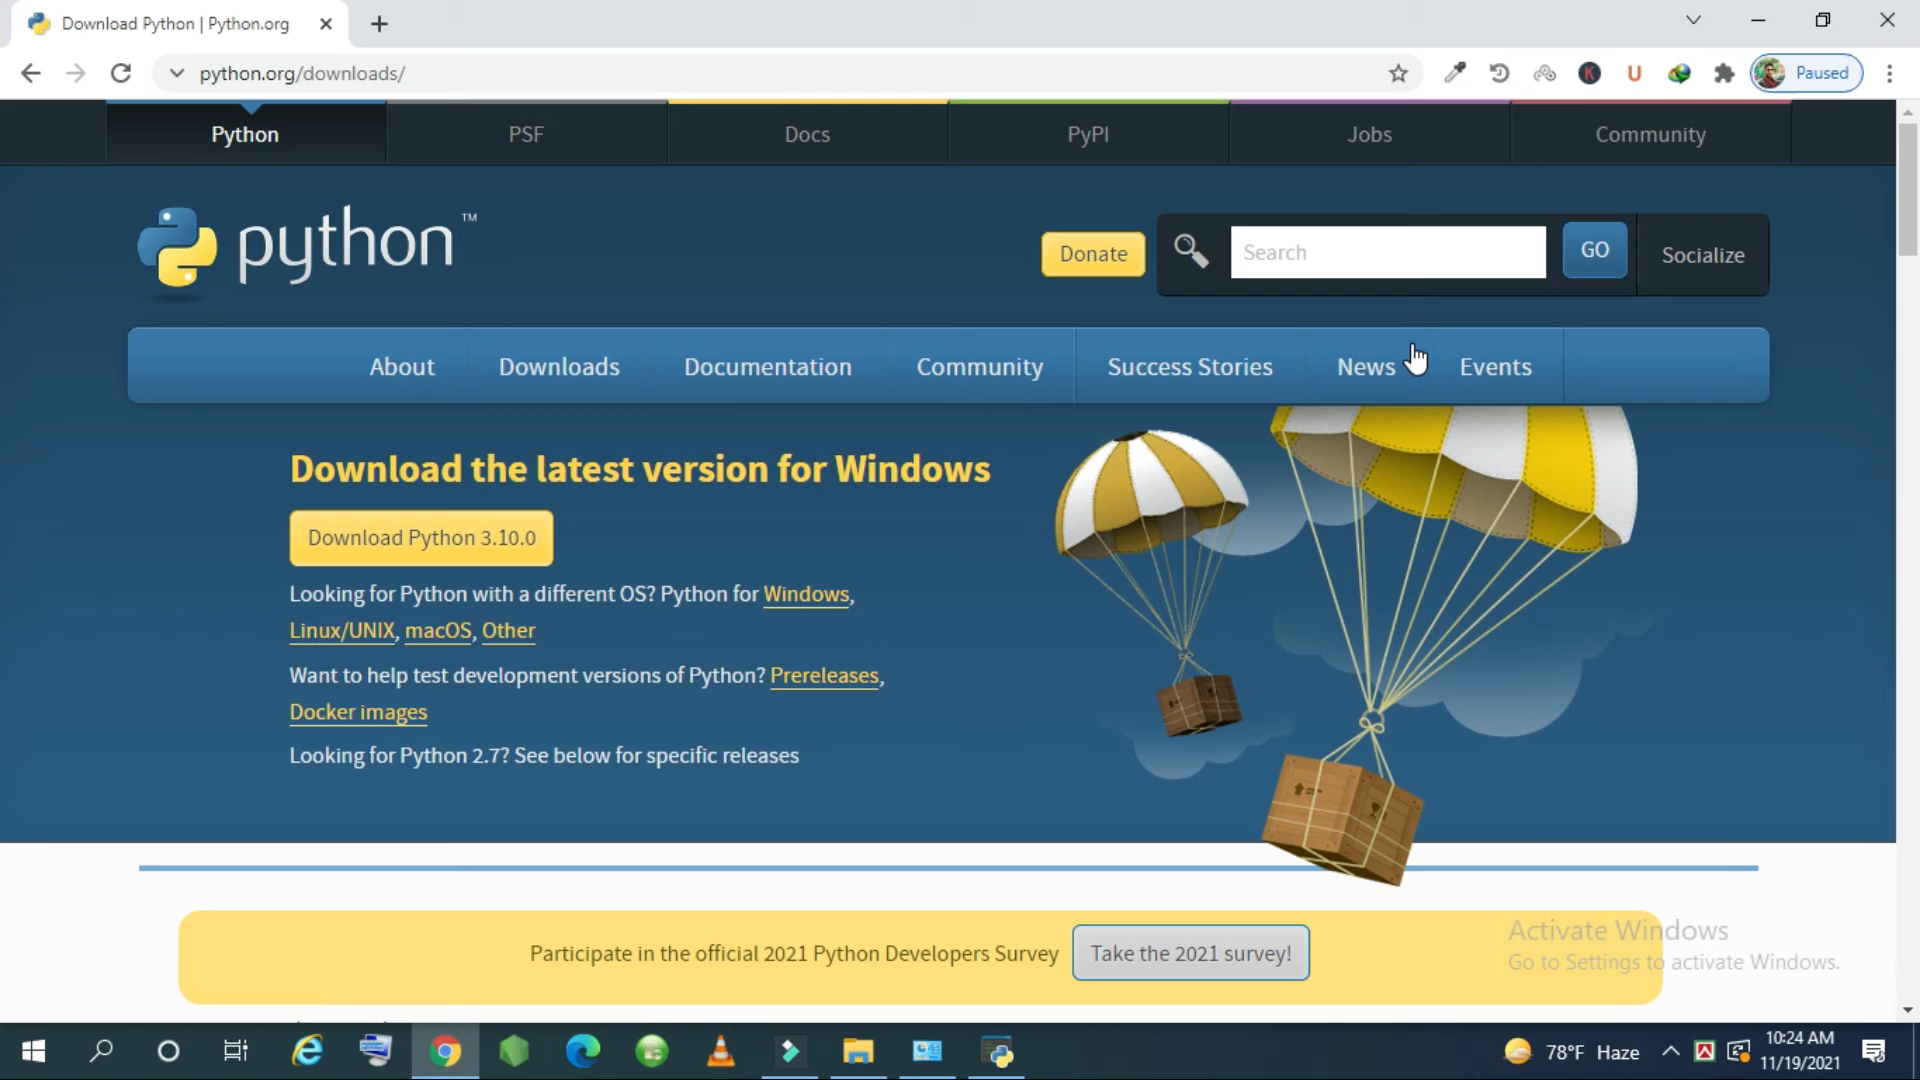 Download Python | Python.org
python.org/downloads/
K
U
Paused
Python
PSF
Docs
PyPI
Jobs
Community
python™
Donate
Search
GO
Socialize
About
Downloads
Documentation
Community
Success Stories
News
Events
Download the latest version for Windows
Download Python 3.10.0
Looking for Python with a different OS? Python for Windows,
Linux/UNIX, macOS, Other
Want to help test development versions of Python? Prereleases,
Docker images
Looking for Python 2.7? See below for specific releases
Participate in the official 2021 Python Developers Survey
Take the 2021 survey!
Activate Windows
Go to Settings to activate Windows.
78°F Haze
10:24 AM
11/19/2021